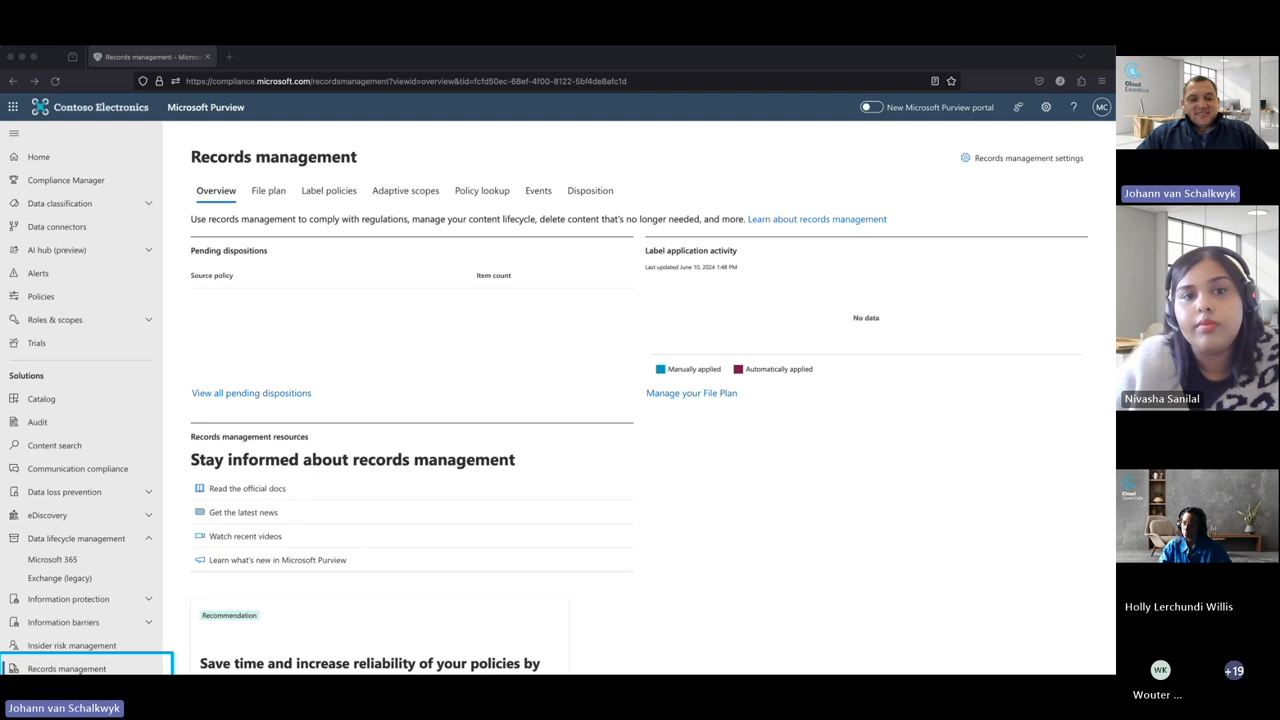 Records management - Micros
https://compliance.microsoft.com/recordsmanagement?viewid=overview&tid=fcfd50ec-68ef-4f00-8122-5bf4de8afc1d
Contoso Electronics
Microsoft Purview
New Microsoft Purview portal
?
MC
Home
Compliance Manager
Data classification
Data connectors
AI hub (preview)
Alerts
Policies
Roles & scopes
Trials
Solutions
Catalog
Audit
Content search
Communication compliance
Data loss prevention
eDiscovery
Data lifecycle management
Microsoft 365
Exchange (legacy)
Information protection
Information barriers
Insider risk management
Records management
Records management
Records management settings
Overview
File plan
Label policies
Adaptive scopes
Policy lookup
Events
Disposition
Use records management to comply with regulations, manage your content lifecycle, delete content that's no longer needed, and more. Learn about records management
Pending dispositions
Source policy
Item count
View all pending dispositions
Label application activity
Last updated June 10, 2024 1:48 PM
No data
Manually applied
Automatically applied
Manage your File Plan
Records management resources
Stay informed about records management
Read the official docs
Get the latest news
Watch recent videos
Learn what's new in Microsoft Purview
Recommendation
Save time and increase reliability of your policies by
Cloud
Essentials
Johann van Schalkwyk
Nivasha Sanilal
Cloud
Essentials
Holly Lerchundi Willis
WK
+19
Wouter ...
Johann van Schalkwyk